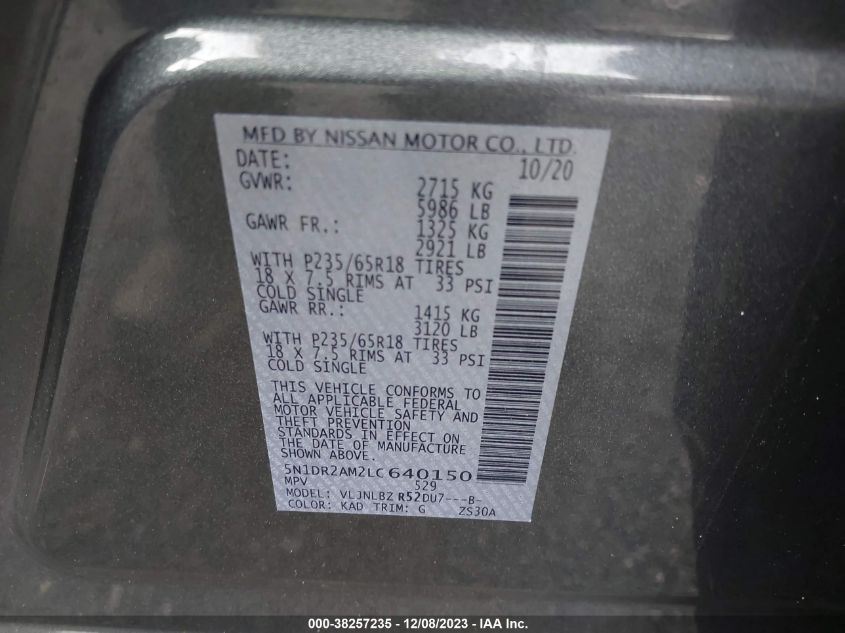 MFD BY NISSAN MOTOR CO., LTD.
DATE: 10/20
GVWR: 2715 KG
5986 LB
GAWR FR.: 1325 KG
2921 LB
WITH P235/65R18 TIRES
18 X 7.5 RIMS AT 33 PSI
COLD SINGLE
GAWR RR.: 1415 KG
3120 LB
WITH P235/65R18 TIRES
18 X 7.5 RIMS AT 33 PSI
COLD SINGLE
THIS VEHICLE CONFORMS TO
ALL APPLICABLE FEDERAL
MOTOR VEHICLE SAFETY AND
THEFT PREVENTION
STANDARDS IN EFFECT ON
THE DATE OF MANUFACTURE
SHOWN ABOVE.
5N1DR2AM2LC640150
MPV 529
MODEL: VLJNLBZ R52DU7---B-
COLOR: KAD TRIM: G ZS30A
000-38257235 - 12/08/2023 - IAA Inc.